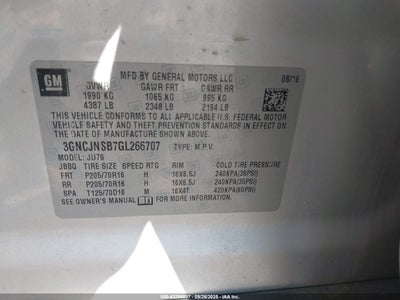 GM
MFD BY GENERAL MOTORS LLC
08/16
GVWR GAWR FRT GAWR RR
1990 KG 1065 KG 995 KG
4387 LB 2348 LB 2194 LB
THIS VEHICLE CONFORMS TO ALL APPLICABLE U.S. FEDERAL MOTOR
VEHICLE SAFETY AND THEFT PREVENTION STANDARDS IN
EFFECT ON THE DATE OF MANUFACTURE SHOWN ABOVE.
3GNCJNSB7GL266707 TYPE: M.P.V.
MODEL: JU76
JBBQ TIRE SIZE SPEED RTG RIM COLD TIRE PRESSURE
FRT P205/70R16 H 16X6.5J 240KPA(35PSI)
RR P205/70R16 H 16X6.5J 240KPA(35PSI)
SPA T125/70D16 M 16X4T 420KPA(60PSI)
SEE OWNER'S MANUAL FOR MORE INFORMATION.